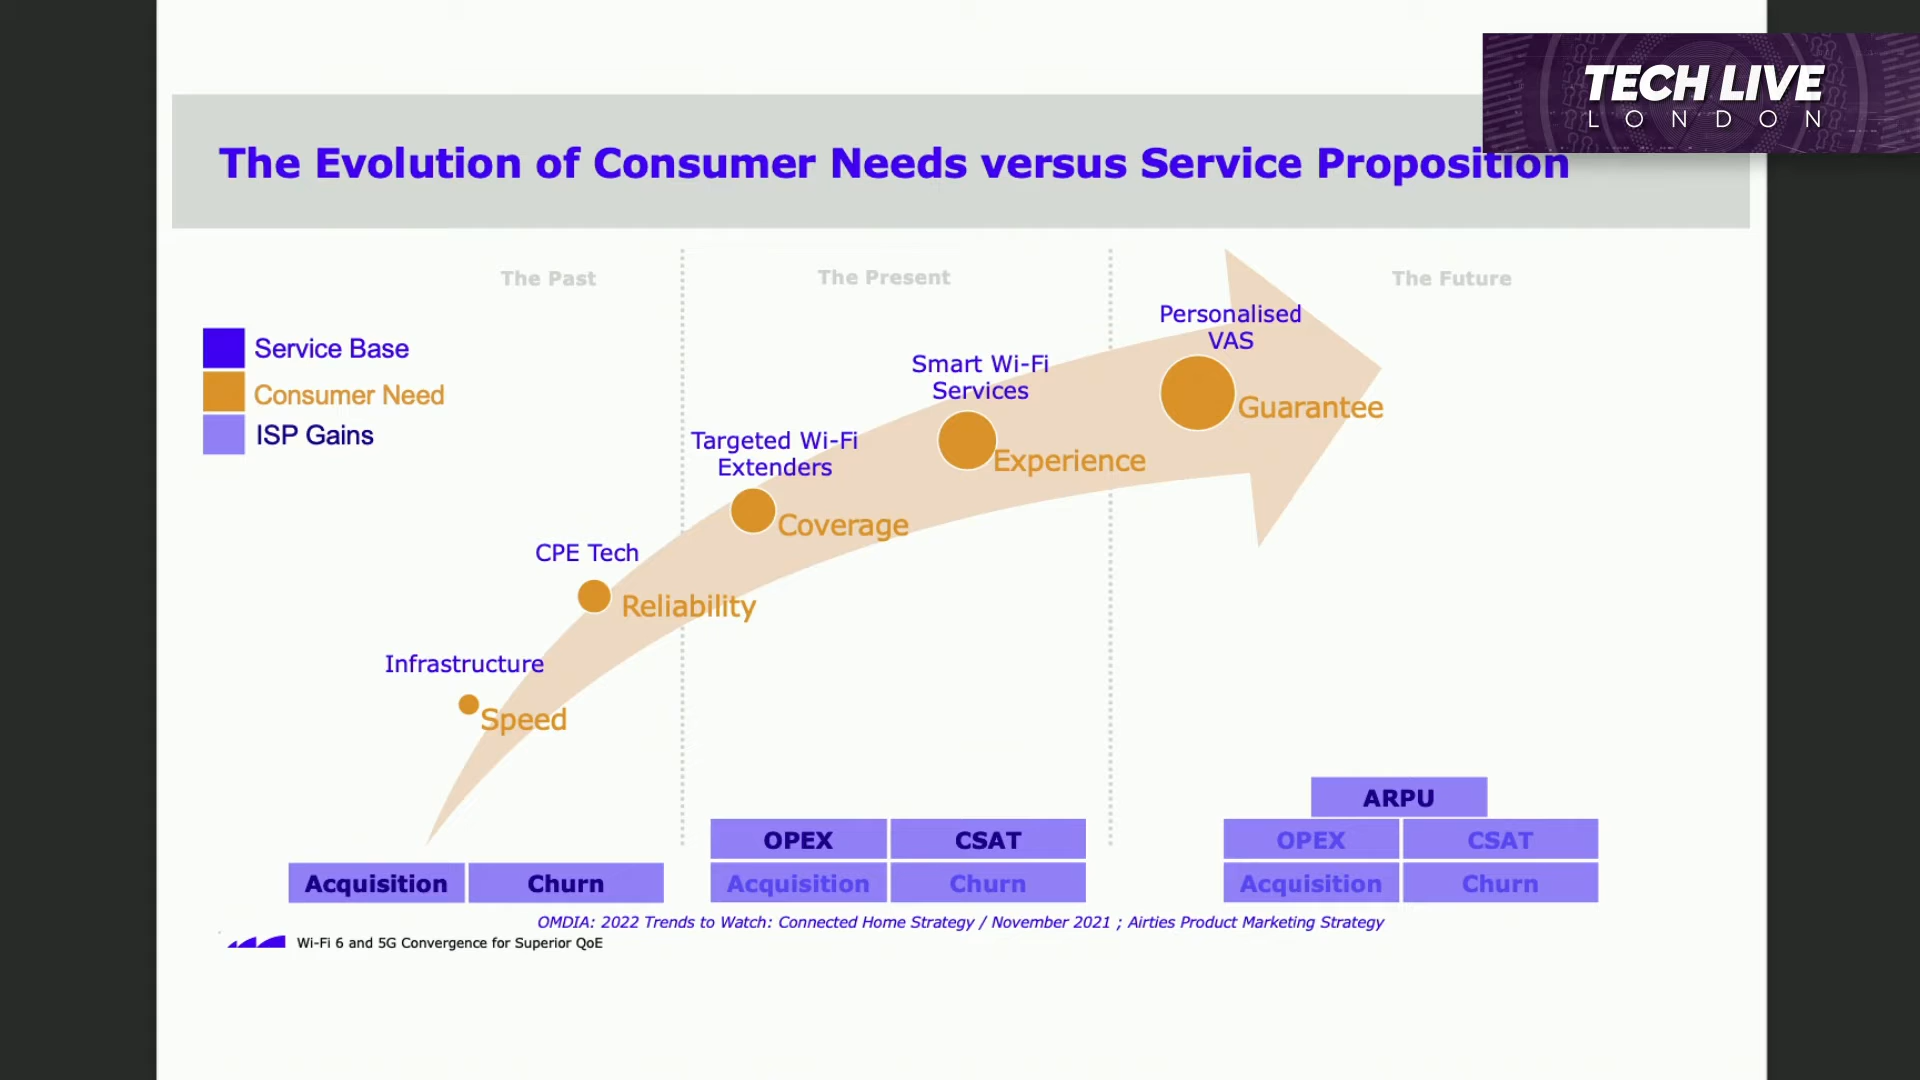 TECH LIVE
LONDON
The Evolution of Consumer Needs versus Service Proposition
The Past
The Present
The Future
Service Base
Consumer Need
ISP Gains
Personalised
VAS
Guarantee
Smart Wi-Fi
Services
Experience
Targeted Wi-Fi
Extenders
Coverage
CPE Tech
Reliability
Infrastructure
Speed
ARPU
OPEX CSAT
OPEX CSAT
Acquisition Churn
Acquisition Churn
Acquisition Churn
OMDIA: 2022 Trends to Watch: Connected Home Strategy / November 2021 ; Airties Product Marketing Strategy
Wi-Fi 6 and 5G Convergence for Superior QoE